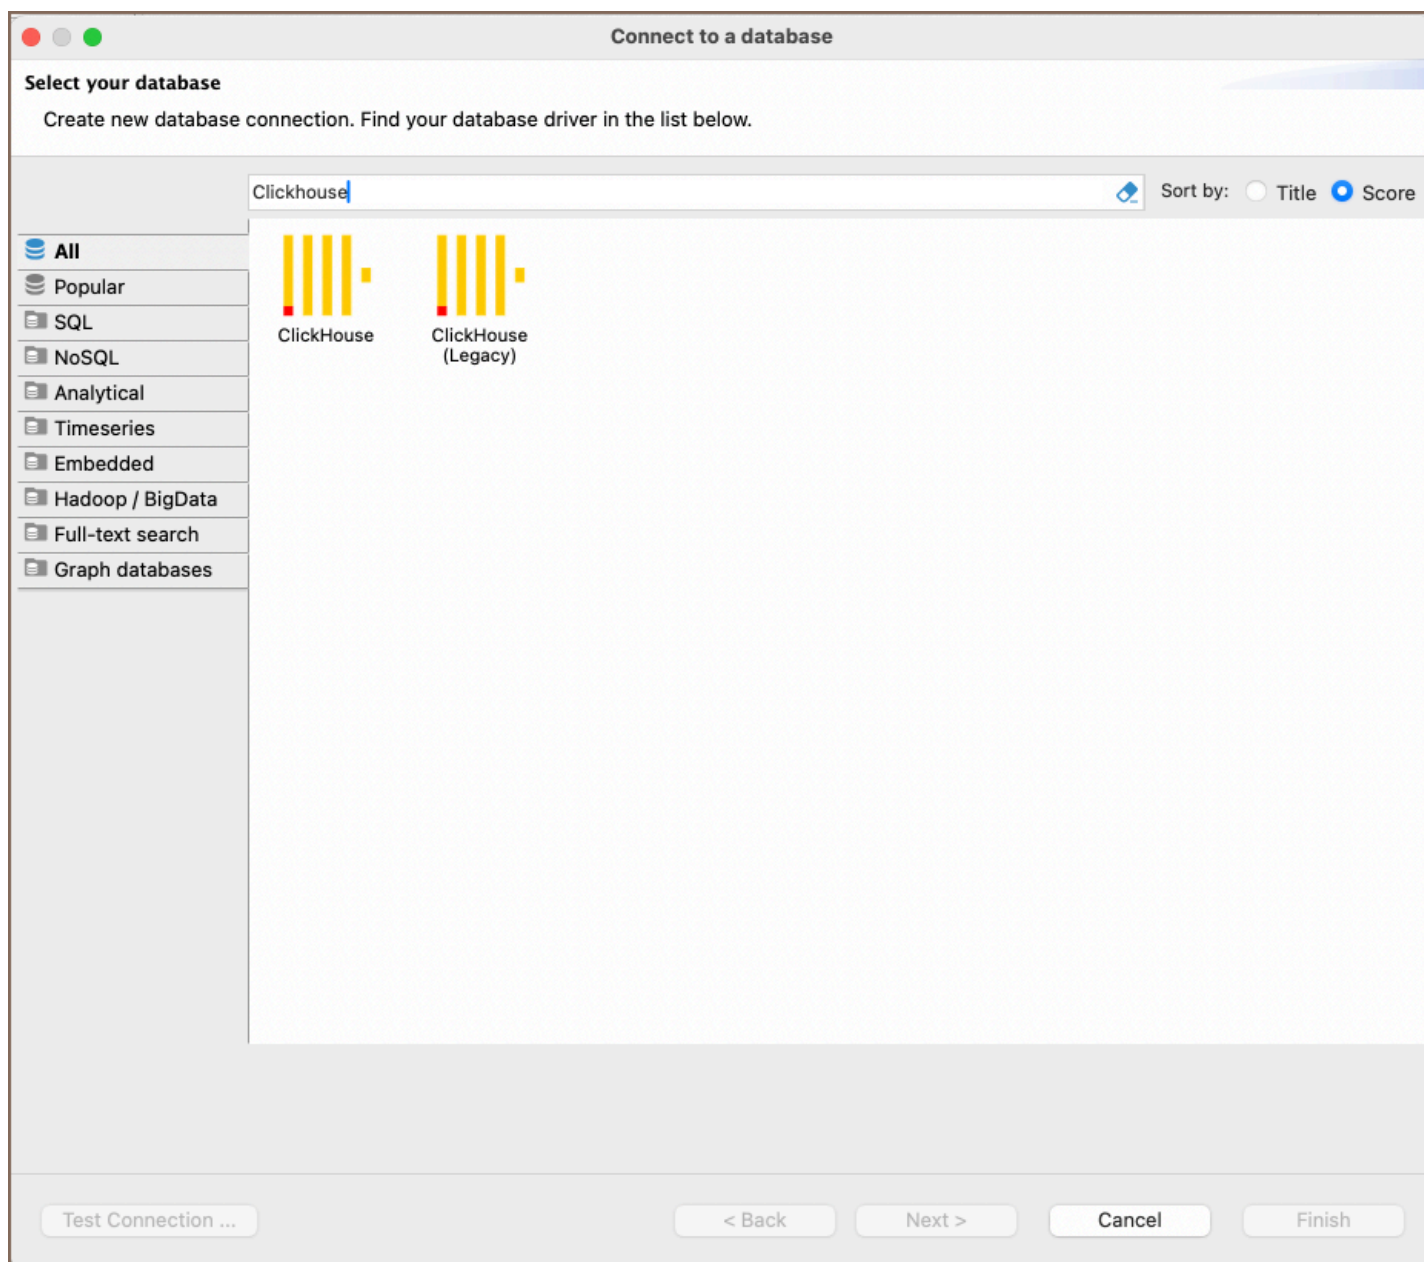 Connect to a database
Select your database
Create new database connection. Find your database driver in the list below.
Clickhouse
Sort by: Title Score
All
Popular
SQL
NoSQL
Analytical
Timeseries
Embedded
Hadoop / BigData
Full-text search
Graph databases
ClickHouse
ClickHouse
(Legacy)
Test Connection ...
< Back
Next >
Cancel
Finish